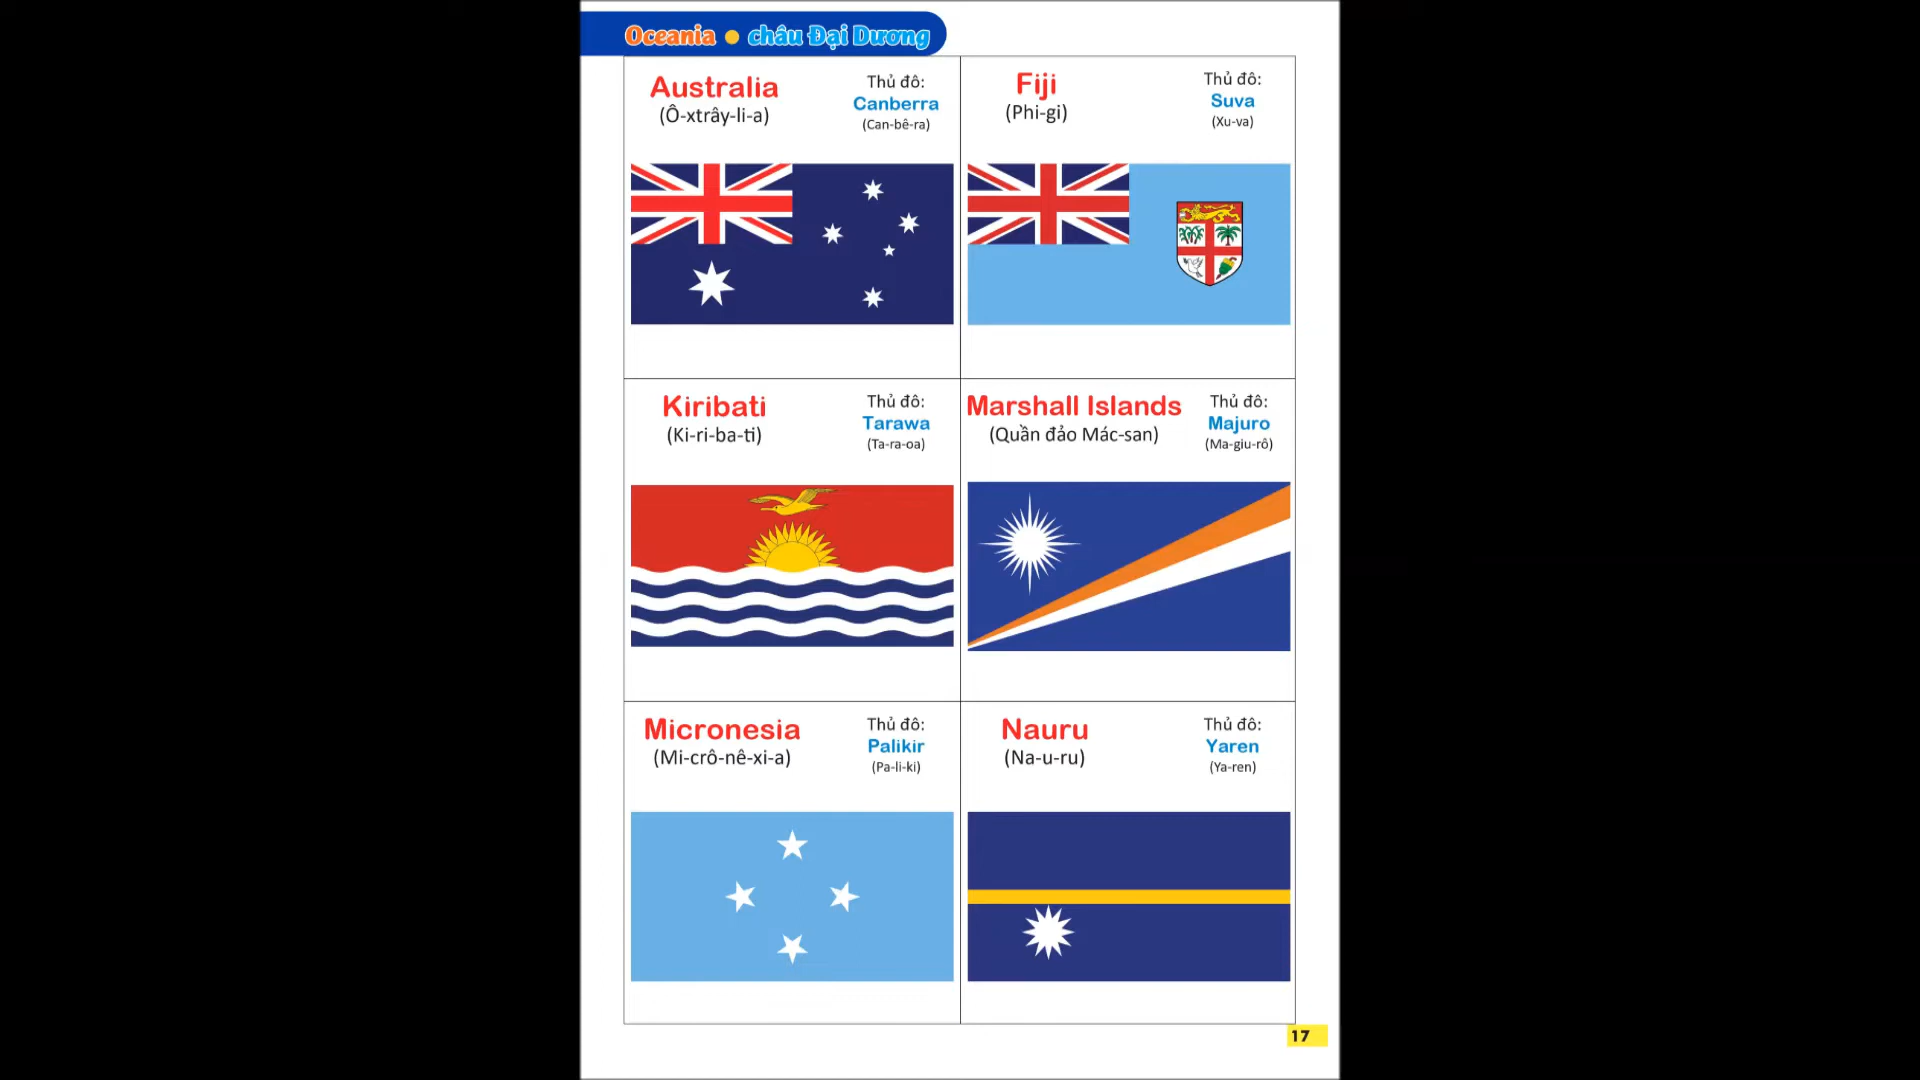 Oceania • châu Đại Dương
Australia
(Ô-xtrây-li-a)
Thủ đô:
Canberra
(Can-bê-ra)
Fiji
(Phi-gi)
Thủ đô:
Suva
(Xu-va)
Kiribati
(Ki-ri-ba-ti)
Thủ đô:
Tarawa
(Ta-ra-oa)
Marshall Islands
(Quần đảo Mác-san)
Thủ đô:
Majuro
(Ma-giu-rô)
Micronesia
(Mi-crô-nê-xi-a)
Thủ đô:
Palikir
(Pa-li-ki)
Nauru
(Na-u-ru)
Thủ đô:
Yaren
(Ya-ren)
17